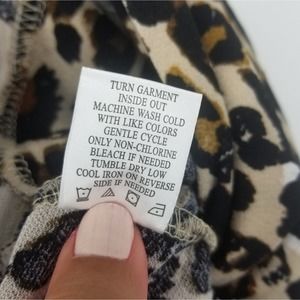 TURN GARMENT
INSIDE OUT
MACHINE WASH COLD
WITH LIKE COLORS
GENTLE CYCLE
ONLY NON-CHLORINE
BLEACH IF NEEDED
TUMBLE DRY LOW
COOL IRON ON REVERSE
SIDE IF NEEDED